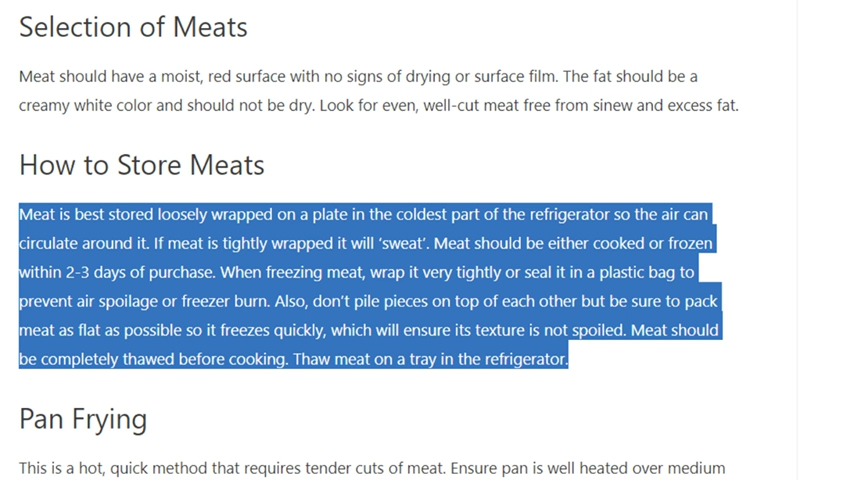 Selection of Meats
Meat should have a moist, red surface with no signs of drying or surface film. The fat should be a
creamy white color and should not be dry. Look for even, well-cut meat free from sinew and excess fat.
How to Store Meats
Meat is best stored loosely wrapped on a plate in the coldest part of the refrigerator so the air can
circulate around it. If meat is tightly wrapped it will ‘sweat’. Meat should be either cooked or frozen
within 2-3 days of purchase. When freezing meat, wrap it very tightly or seal it in a plastic bag to
prevent air spoilage or freezer burn. Also, don’t pile pieces on top of each other but be sure to pack
meat as flat as possible so it freezes quickly, which will ensure its texture is not spoiled. Meat should
be completely thawed before cooking. Thaw meat on a tray in the refrigerator.
Pan Frying
This is a hot, quick method that requires tender cuts of meat. Ensure pan is well heated over medium